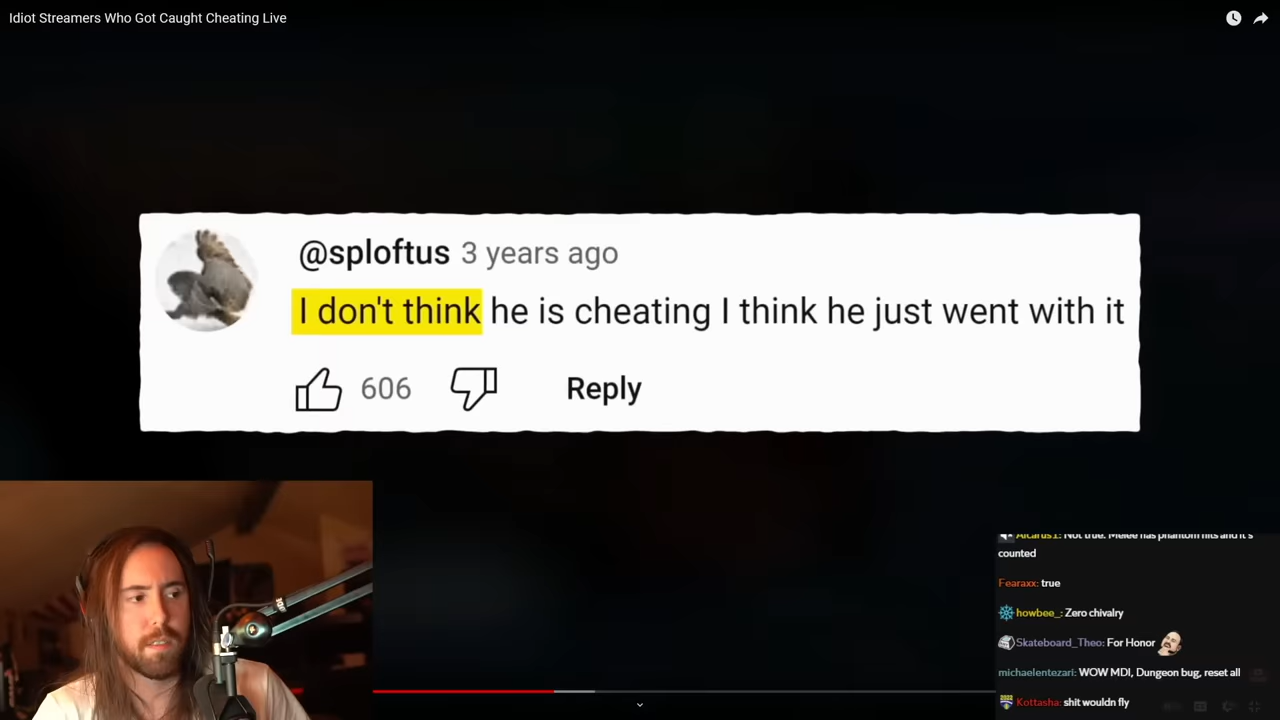 Idiot Streamers Who Got Caught Cheating Live
@sploftus 3 years ago
I don't think he is cheating I think he just went with it
606
Reply
Not true. Melee has phantom hits and it's
counted
Fearaxx: true
howbee_: Zero chivalry
Skateboard_Theo: For Honor
michaelentezari: WOW MDI, Dungeon bug, reset all
Kottasha: shit wouldn fly